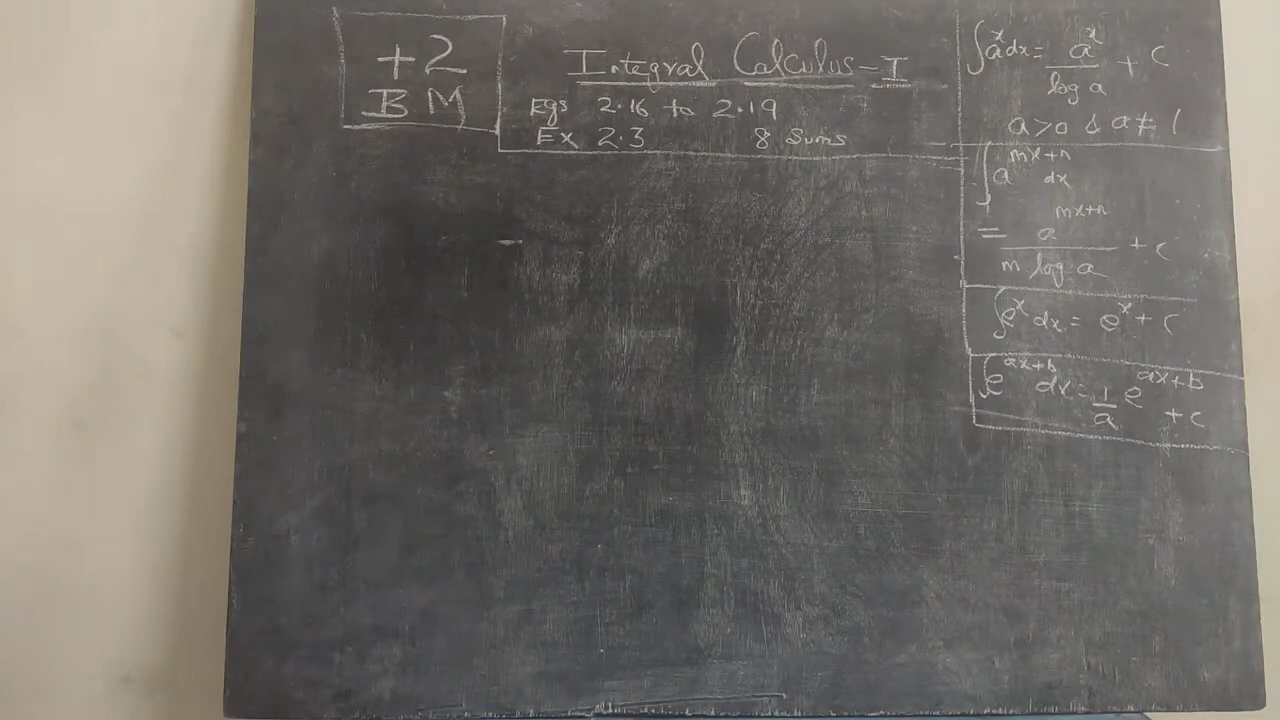 +2
BM
Integral Calculus - I
Egs 2.16 to 2.19
Ex 2.3 8 Sums
∫a^x dx = a^x / log a + c
a>0 & a≠1
∫a^(mx+n) dx
= a^(mx+n) / m log a + c
∫e^x dx = e^x + c
∫e^(ax+b) dx = 1/a e^(ax+b) + c